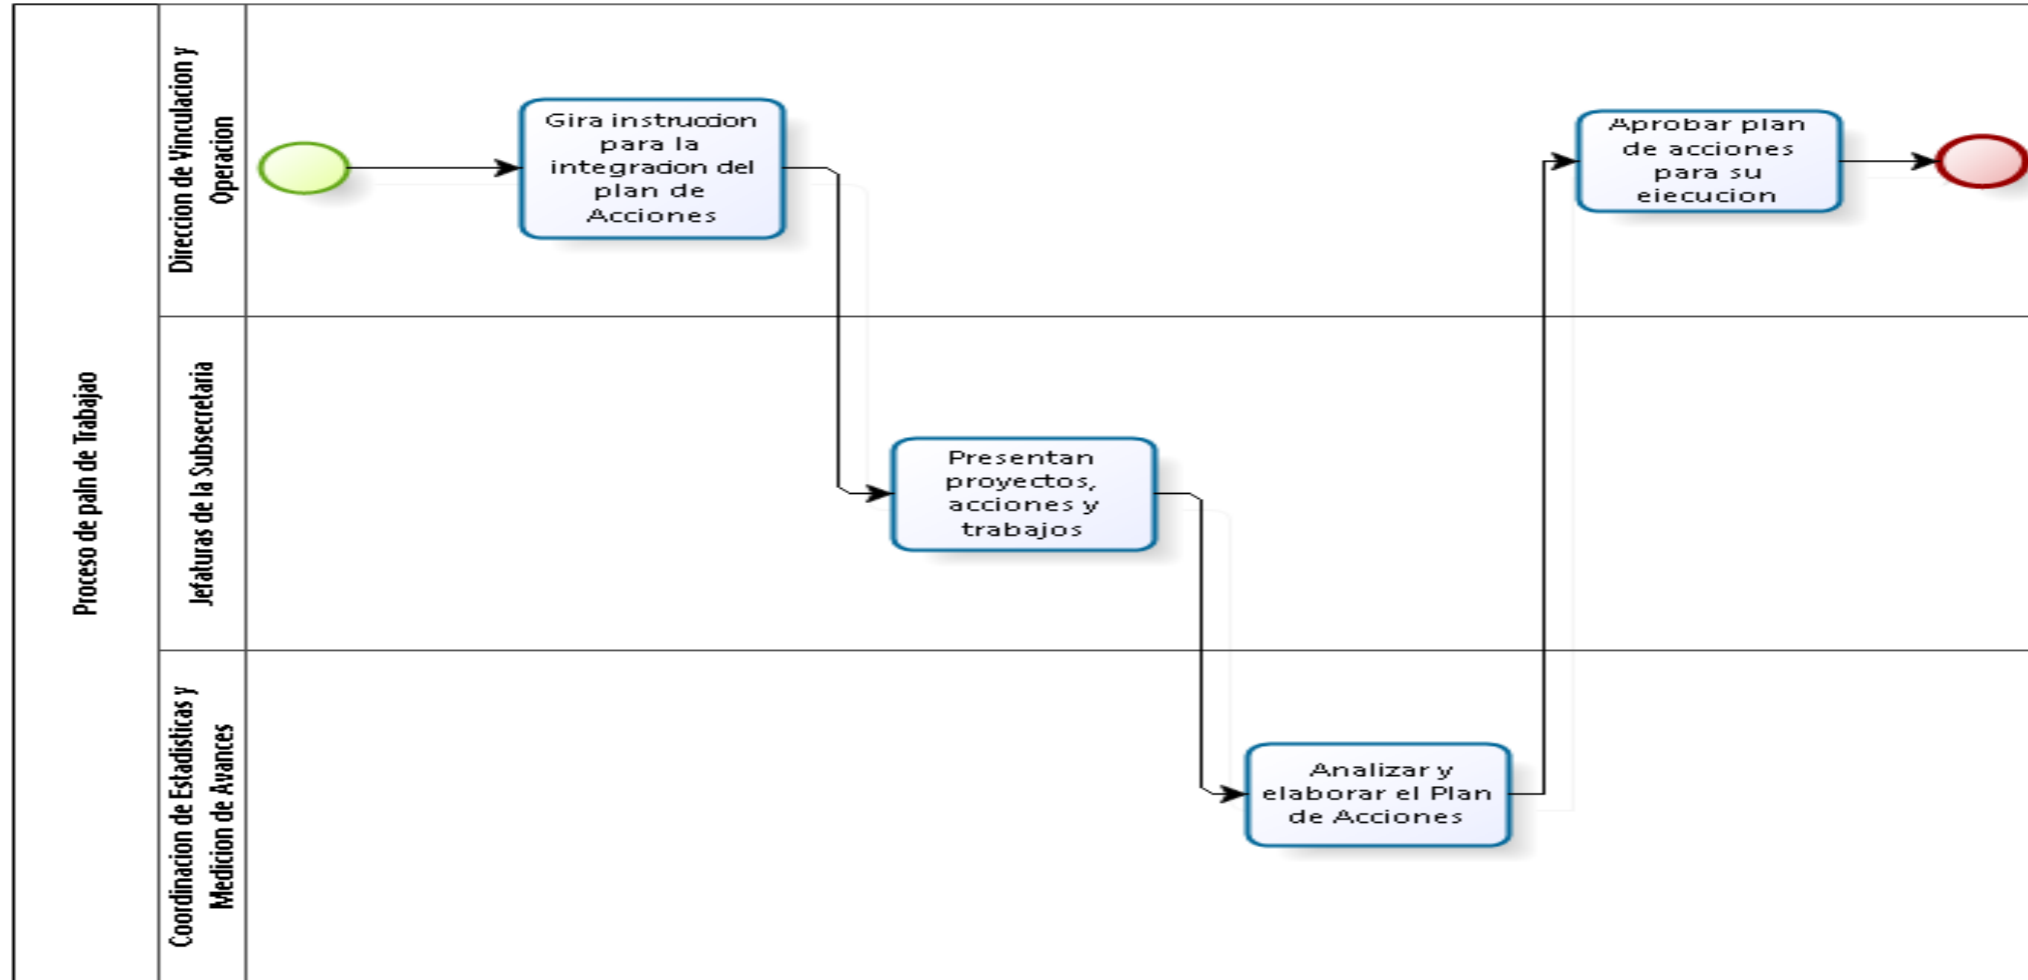 Proceso de paln de Trabajao
Direccion de Vinculacion y
Operacion
Gira instruccion
para la
integracion del
plan de
Acciones
Aprobar plan
de acciones
para su
ejecucion
Jefaturas de la Subsecretaria
Presentan
proyectos,
acciones y
trabajos
Coordinacion de Estadisticas y
Medicion de Avances
Analizar y
elaborar el Plan
de Acciones